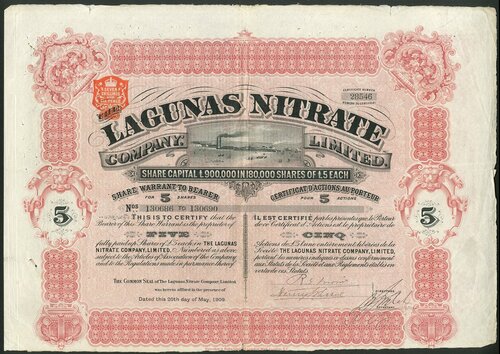 CERTIFICATE NUMBER
28546
LAGUNAS NITRATE
COMPANY, LIMITED.
SHARE CAPITAL £900,000 IN 180,000 SHARES OF £5 EACH
SHARE WARRANT TO BEARER
FOR 5 SHARES
Nos 130686 TO 130690
THIS IS TO CERTIFY that the
Bearer of this Share Warrant is the proprietor of
FIVE
fully paid up Shares of £5 each in THE LAGUNAS
NITRATE COMPANY, LIMITED, Numbered as above
subject to the Articles of Association of the Company
and to the Regulations made in pursuance thereof
THE COMMON SEAL of The Lagunas Nitrate Company, Limited
was hereto affixed in the presence of
Dated this 26th day of May, 1909.
CERTIFICAT D'ACTIONS AU PORTEUR
POUR 5 ACTIONS
IL EST CERTIFIÉ par les présentes que le Porteur
de ce Certificat d'Actions est le propriétaire de
CINQ
Actions de £5 Entièrement libérées de la
Société THE LAGUNAS NITRATE COMPANY, LIMITED,
portant les numéros indiqués ci-dessus conformément
aux Statuts de la Société et aux Règlements établis en
vertu de ces Statuts
5
5